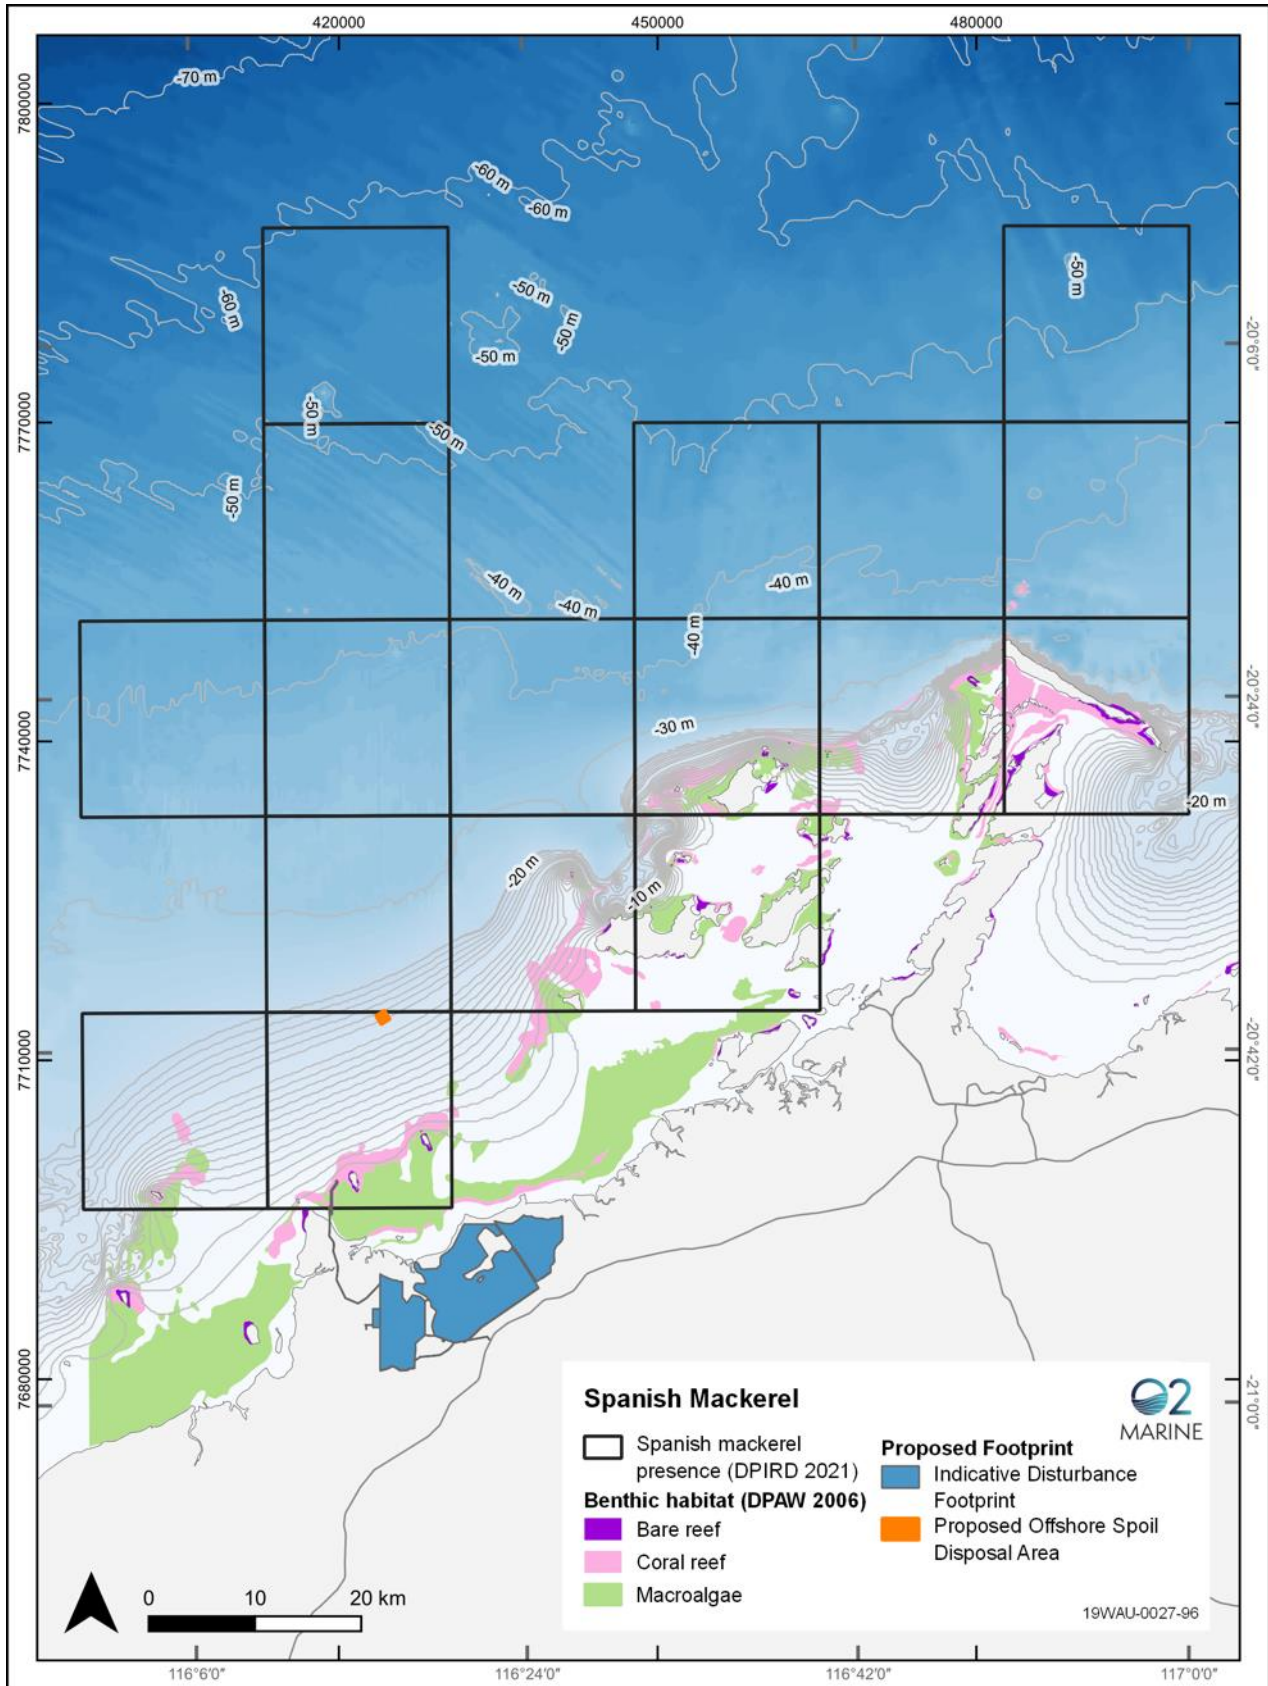 420000 450000 480000
-70 m
7800000
-60 m
-60 m
-50 m
-60 m
-50 m
-50 m
-50 m
-20°6'0"
-50 m
-50 m
7770000
-50 m
-40 m
-40 m
-40 m
-40 m
-20°24'0"
-30 m
7740000
-20 m
-20 m
-10 m
7710000
-20°42'0"
7680000
-21°0'0"
Spanish Mackerel
O2
MARINE
Spanish mackerel
presence (DPIRD 2021)
Benthic habitat (DPAW 2006)
Bare reef
Coral reef
Macroalgae
Proposed Footprint
Indicative Disturbance
Footprint
Proposed Offshore Spoil
Disposal Area
19WAU-0027-96
0 10 20 km
116°6'0" 116°24'0" 116°42'0" 117°0'0"